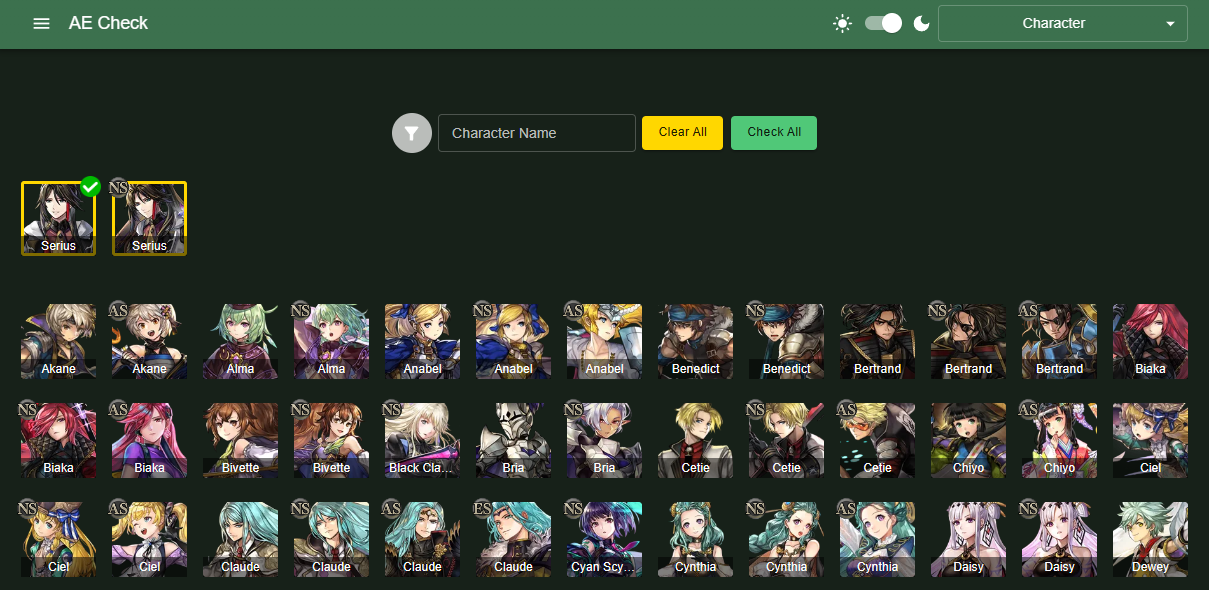 AE Check
Character
Character Name
Clear All
Check All
NS
Serius Serius
AS NS NS AS NS NS AS
Akane Akane Alma Alma Anabel Anabel Anabel Benedict Benedict Bertrand Bertrand Bertrand Biaka
NS AS NS NS NS NS AS AS
Biaka Biaka Bivette Bivette Black Cla... Bria Bria Cetie Cetie Cetie Chiyo Chiyo Ciel
NS AS NS AS ES NS NS AS NS
Ciel Ciel Claude Claude Claude Claude Cyan Scy... Cynthia Cynthia Cynthia Daisy Daisy Dewey